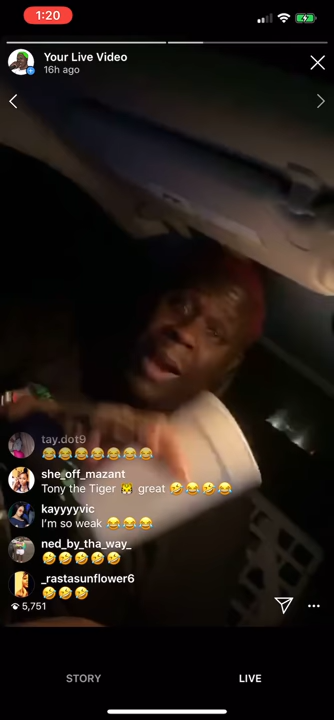 1:20
Your Live Video
16h ago
tay.dot9
😂😂😂😂😂😂😂
she_off_mazant
Tony the Tiger 🐯 great 🤣😂🤣😂
kayyyyvic
I'm so weak 😂😂😂
ned_by_tha_way_
🤣🤣🤣🤣🤣
_rastasunflower6
🤣🤣🤣
5,751
STORY LIVE